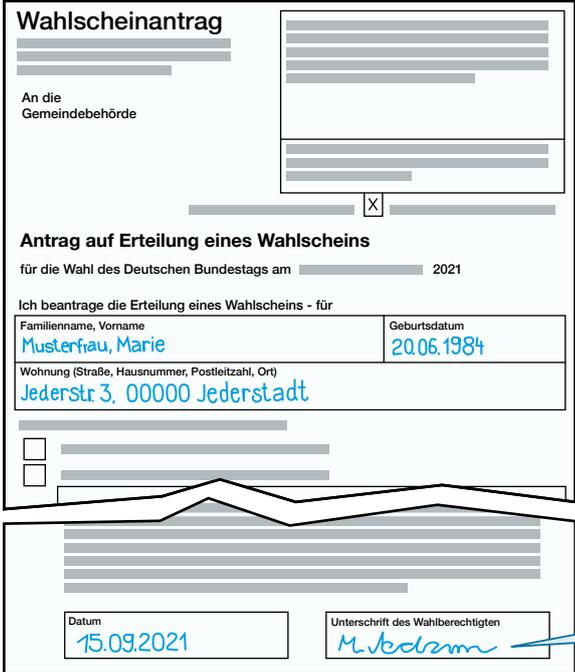 Wahlscheinantrag
An die
Gemeindebehörde
X
Antrag auf Erteilung eines Wahlscheins
für die Wahl des Deutschen Bundestags am 2021
Ich beantrage die Erteilung eines Wahlscheins - für
Familienname, Vorname
Musterfrau, Marie
Geburtsdatum
20.06.1984
Wohnung (Straße, Hausnummer, Postleitzahl, Ort)
Jederstr. 3, 00000 Jederstadt
Datum
15.09.2021
Unterschrift des Wahlberechtigten
M.